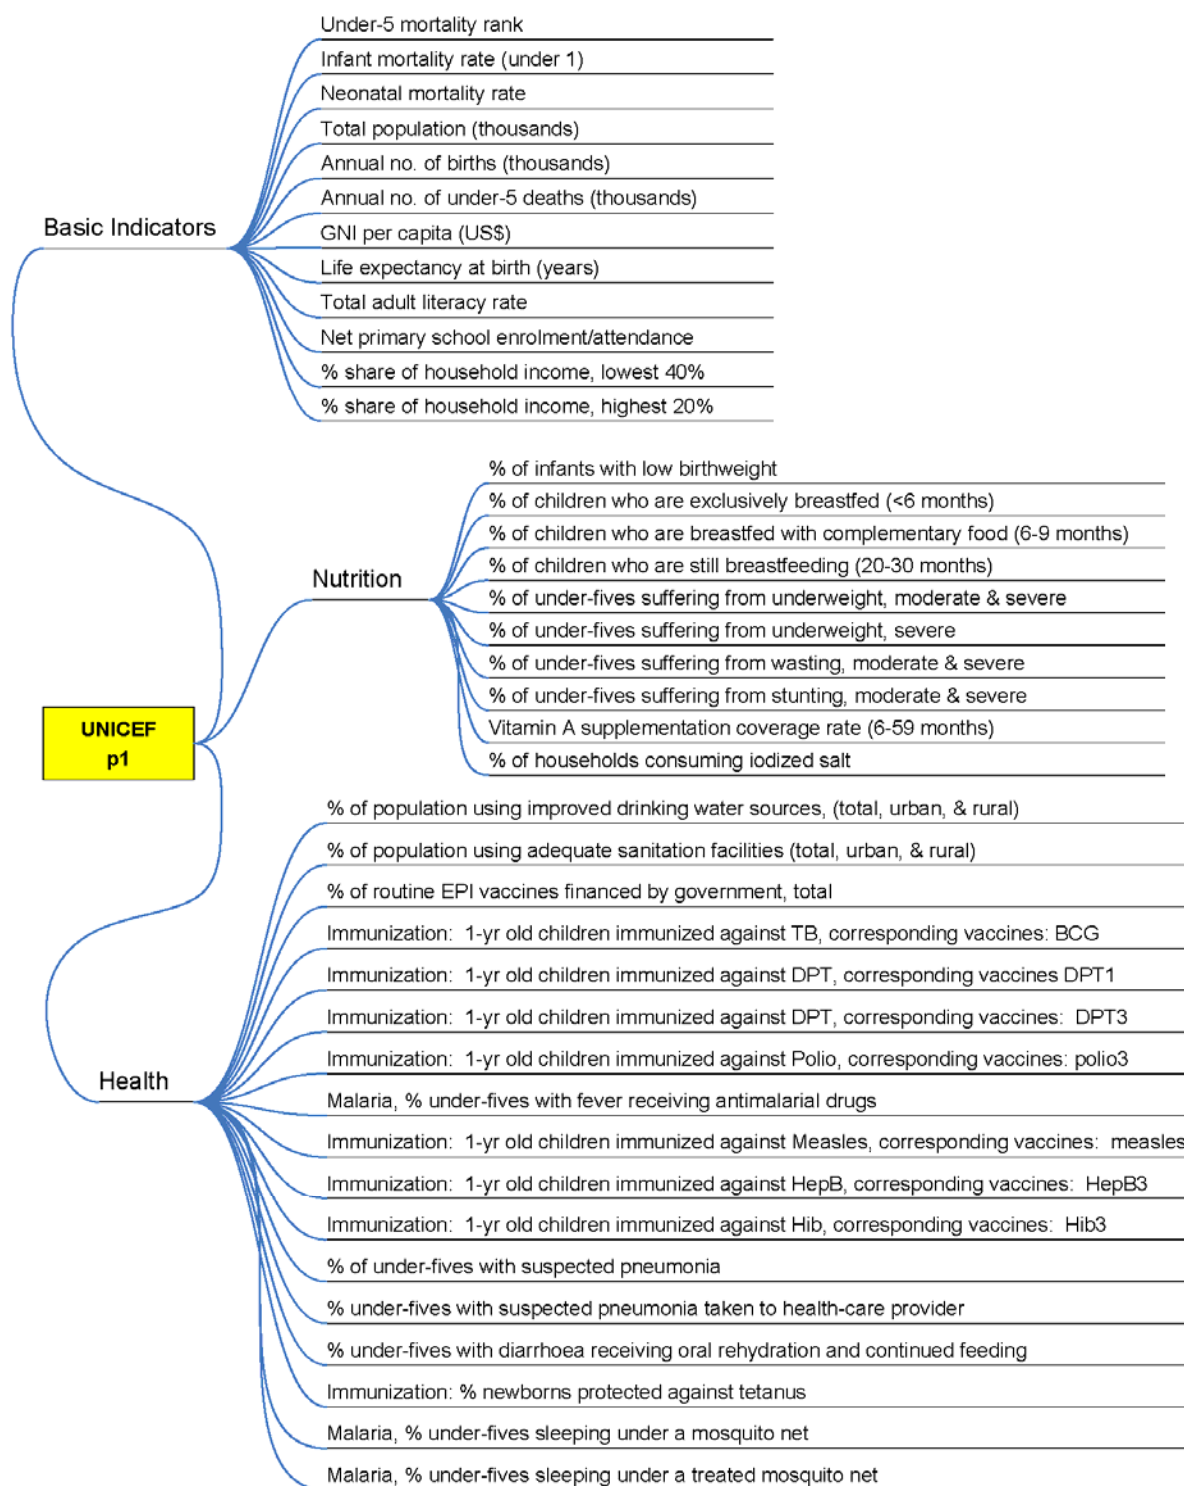 Under-5 mortality rank
Infant mortality rate (under 1)
Neonatal mortality rate
Total population (thousands)
Annual no. of births (thousands)
Annual no. of under-5 deaths (thousands)
Basic Indicators
GNI per capita (US$)
Life expectancy at birth (years)
Total adult literacy rate
Net primary school enrolment/attendance
% share of household income, lowest 40%
% share of household income, highest 20%
% of infants with low birthweight
% of children who are exclusively breastfed (<6 months)
% of children who are breastfed with complementary food (6-9 months)
% of children who are still breastfeeding (20-30 months)
Nutrition
% of under-fives suffering from underweight, moderate & severe
% of under-fives suffering from underweight, severe
% of under-fives suffering from wasting, moderate & severe
% of under-fives suffering from stunting, moderate & severe
Vitamin A supplementation coverage rate (6-59 months)
% of households consuming iodized salt
UNICEF
p1
% of population using improved drinking water sources, (total, urban, & rural)
% of population using adequate sanitation facilities (total, urban, & rural)
% of routine EPI vaccines financed by government, total
Immunization:  1-yr old children immunized against TB, corresponding vaccines: BCG
Immunization:  1-yr old children immunized against DPT, corresponding vaccines DPT1
Immunization:  1-yr old children immunized against DPT, corresponding vaccines:  DPT3
Immunization:  1-yr old children immunized against Polio, corresponding vaccines: polio3
Health
Malaria, % under-fives with fever receiving antimalarial drugs
Immunization:  1-yr old children immunized against Measles, corresponding vaccines:  measles
Immunization:  1-yr old children immunized against HepB, corresponding vaccines:  HepB3
Immunization:  1-yr old children immunized against Hib, corresponding vaccines:  Hib3
% of under-fives with suspected pneumonia
% under-fives with suspected pneumonia taken to health-care provider
% under-fives with diarrhoea receiving oral rehydration and continued feeding
Immunization: % newborns protected against tetanus
Malaria, % under-fives sleeping under a mosquito net
Malaria, % under-fives sleeping under a treated mosquito net